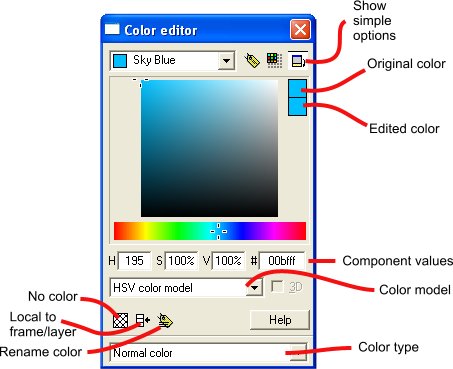 Show
simple
options
Color editor
Sky Blue
Original color
Edited color
H 195 S 100% V 100% # 00bfff
Component values
HSV color model
3D
Color model
No color
Local to
frame/layer
Rename color
Help
Normal color
Color type